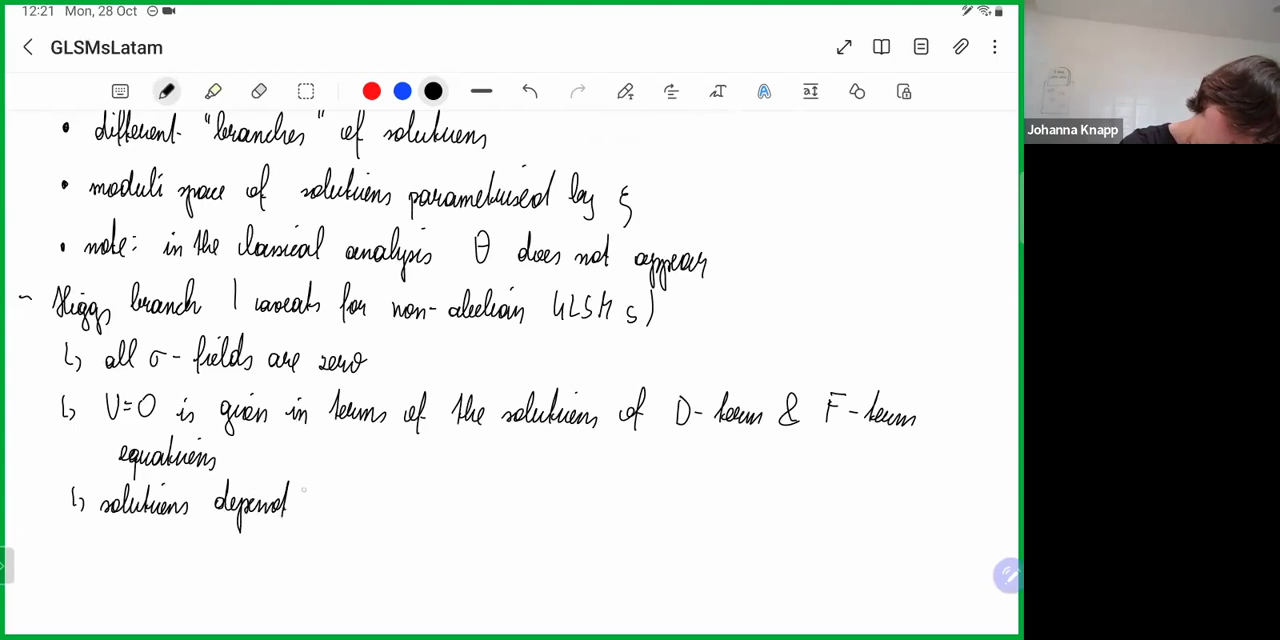 12:21 Mon, 28 Oct
GLSMsLatam
• different "branches" of solutions
• moduli space of solutions parametrised by ξ
• note: in the classical analysis θ does not appear
~ Higgs branch (caveats for non-abelian GLSMs)
↳ all σ-fields are zero
↳ U=0 is given in terms of the solutions of D-term & F-term
equations
↳ solutions depend
Johanna Knapp